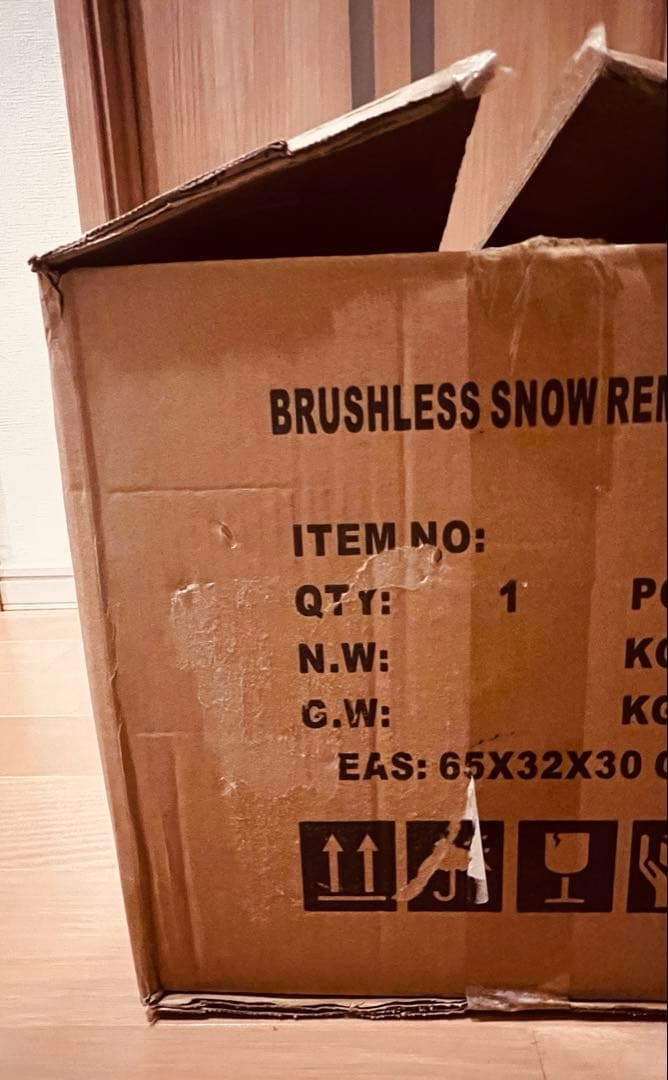 BRUSHLESS SNOW REM
ITEM NO:
QTY: 1 PC
N.W: KG
G.W: KG
EAS: 65X32X30 C